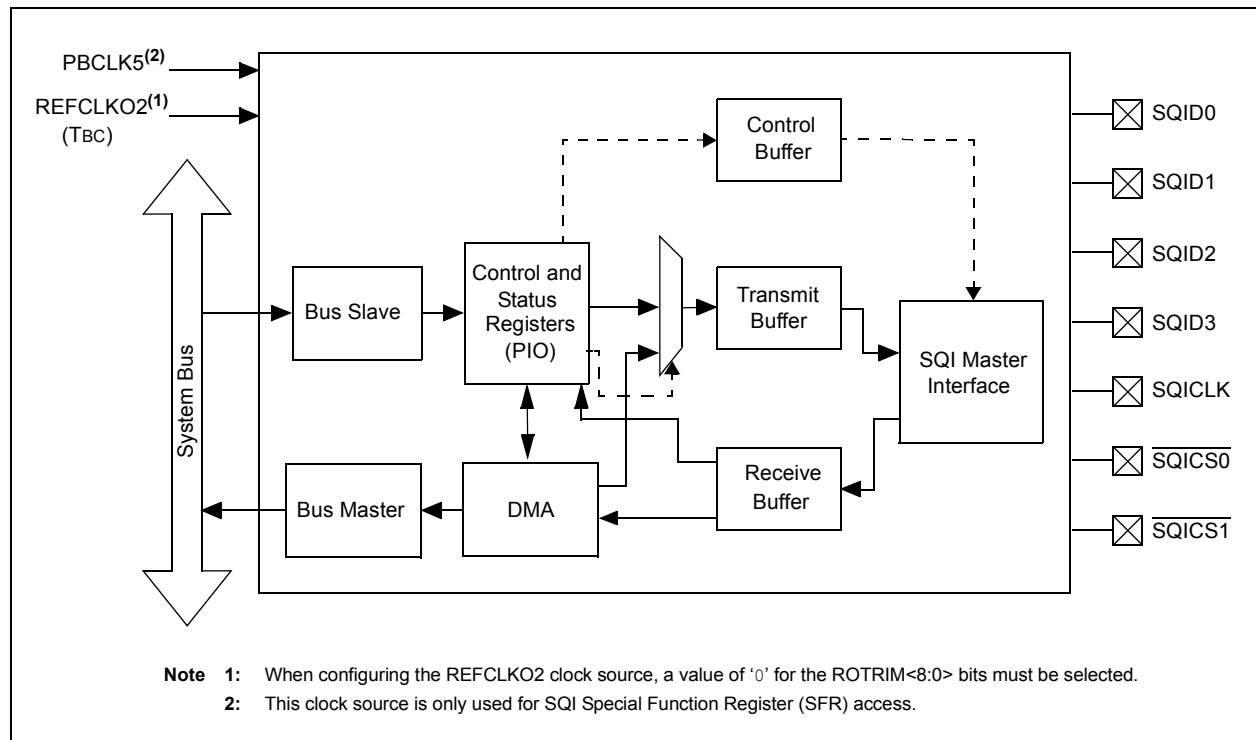 PBCLK5(2)
REFCLKO2(1)
(TBC)
System Bus
Bus Slave
Control and
Status
Registers
(PIO)
Control
Buffer
Transmit
Buffer
SQI Master
Interface
Bus Master
DMA
Receive
Buffer
SQID0
SQID1
SQID2
SQID3
SQICLK
SQICS0
SQICS1
Note 1: When configuring the REFCLKO2 clock source, a value of ‘0’ for the ROTRIM<8:0> bits must be selected.
2: This clock source is only used for SQI Special Function Register (SFR) access.